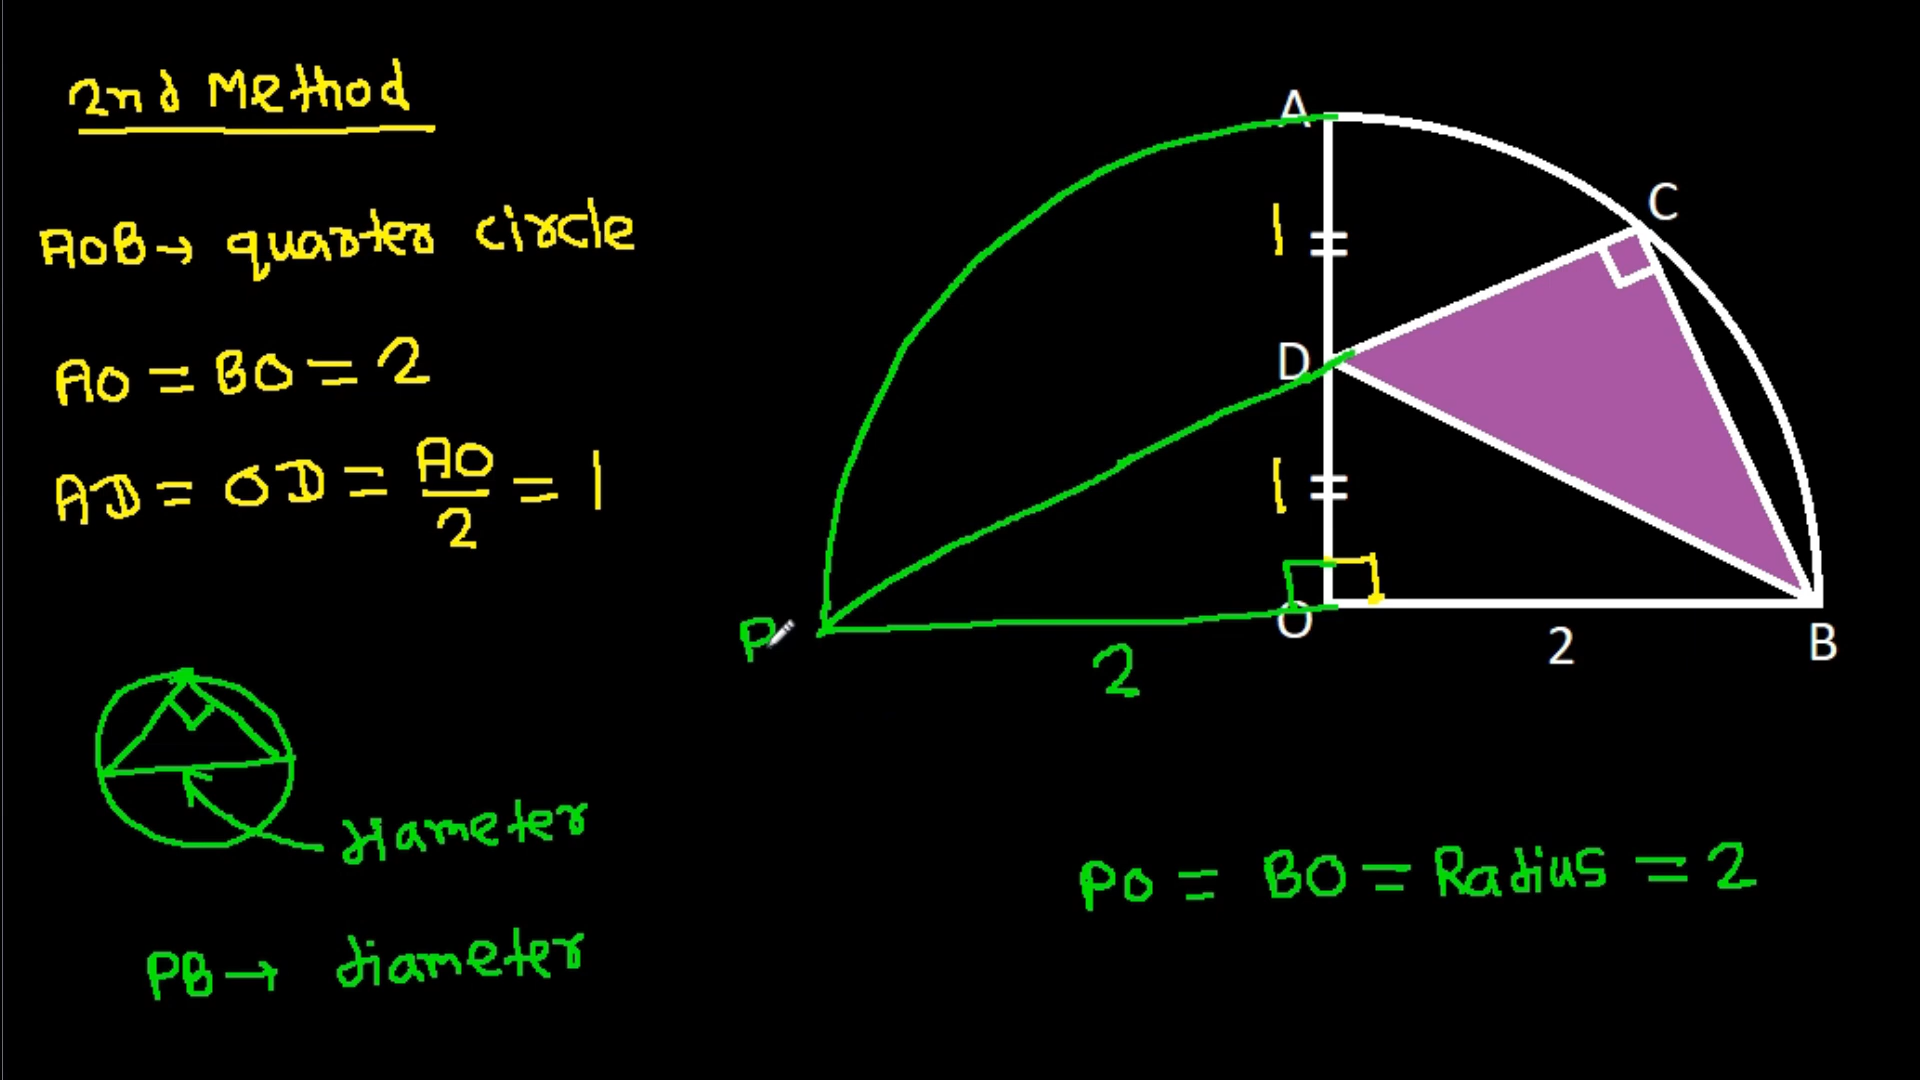 2nd Method
AOB → quarter circle
AO = BO = 2
AD = OD = AO/2 = 1
diameter
PB → diameter
A
C
1
D
1
O
P
2
2
B
PO = BO = Radius = 2